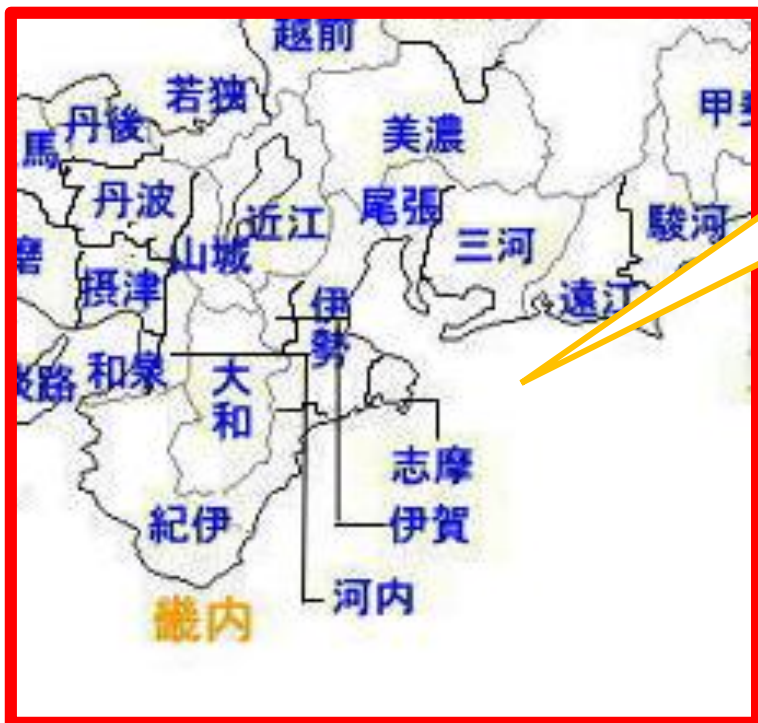 越前
若狭
丹後
馬
美濃
甲斐
丹波
近江
尾張
駿河
山城
三河
磨
摂津
伊勢
遠江
淡路
和泉
大和
志摩
紀伊
伊賀
河内
畿内